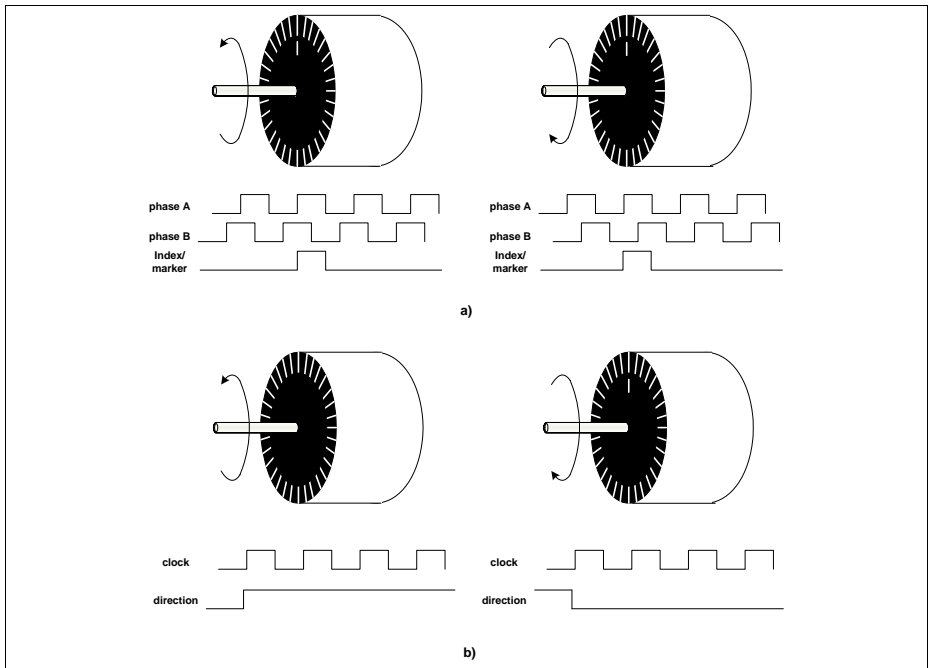 phase A
phase B
Index/
marker
phase A
phase B
Index/
marker
a)
clock
direction
clock
direction
b)